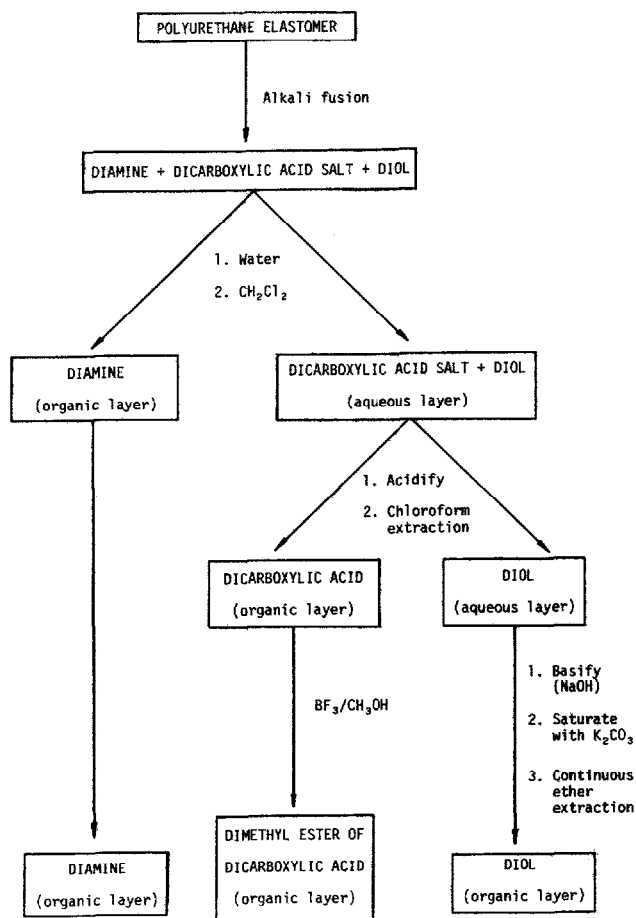 POLYURETHANE ELASTOMER
Alkali fusion
DIAMINE + DICARBOXYLIC ACID SALT + DIOL
1. Water
2. CH₂Cl₂
DIAMINE
(organic layer)
DICARBOXYLIC ACID SALT + DIOL
(aqueous layer)
1. Acidify
2. Chloroform
extraction
DICARBOXYLIC ACID
(organic layer)
DIOL
(aqueous layer)
BF₃/CH₃OH
1. Basify
(NaOH)
2. Saturate
with K₂CO₃
3. Continuous
ether
extraction
DIAMINE
(organic layer)
DIMETHYL ESTER OF
DICARBOXYLIC ACID
(organic layer)
DIOL
(organic layer)